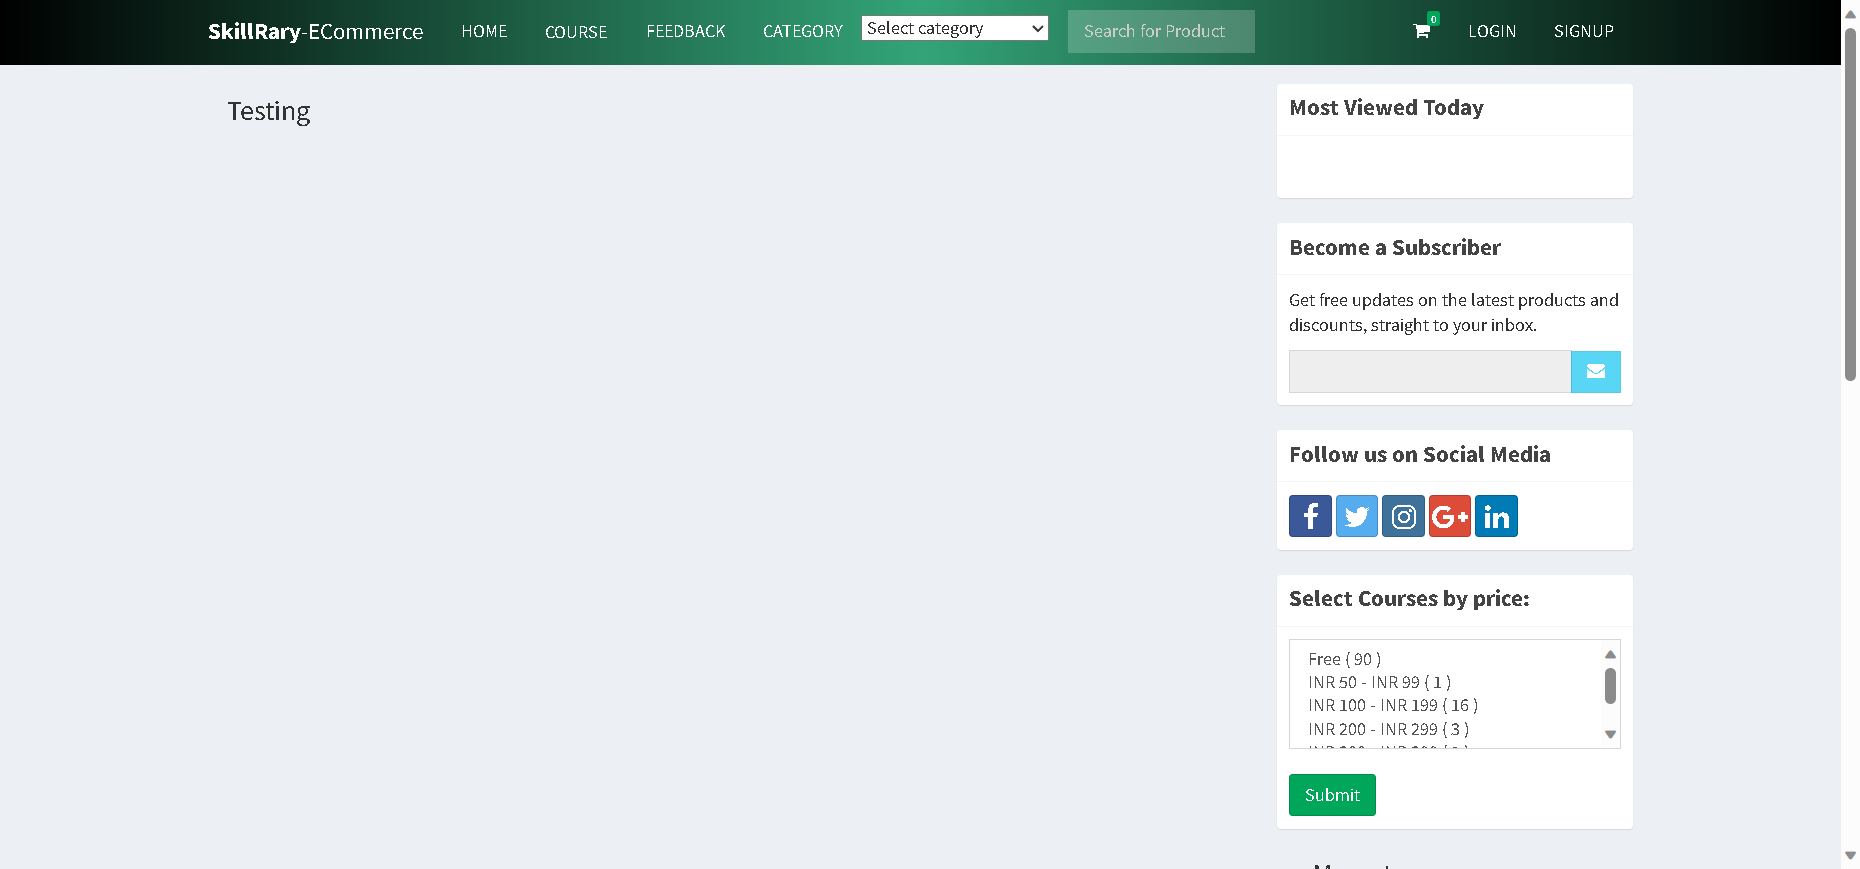 SkillRary-ECommerce HOME COURSE FEEDBACK CATEGORY Select category Search for Product 0 LOGIN SIGNUP
Testing
Most Viewed Today
Become a Subscriber
Get free updates on the latest products and
discounts, straight to your inbox.
Follow us on Social Media
Select Courses by price:
Free ( 90 )
INR 50 - INR 99 ( 1 )
INR 100 - INR 199 ( 16 )
INR 200 - INR 299 ( 3 )
Submit